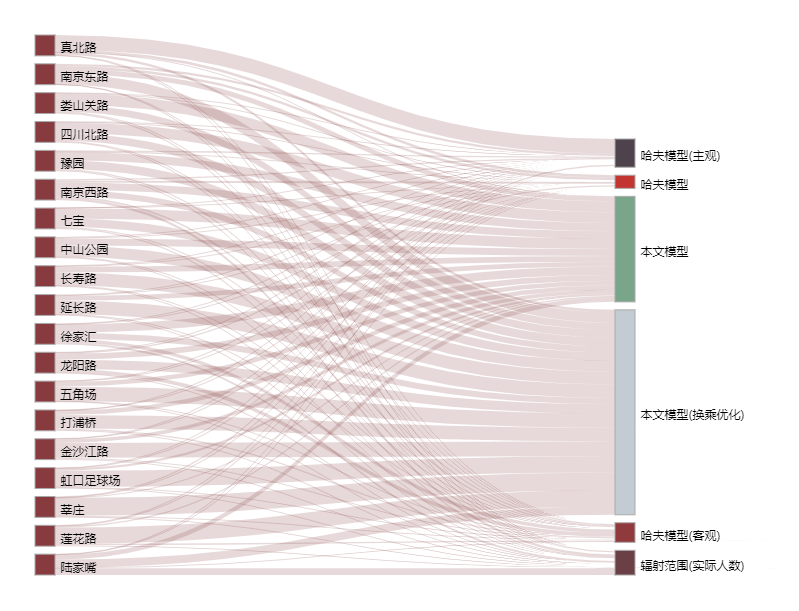 真北路
南京东路
娄山关路
四川北路
豫园
南京西路
七宝
中山公园
长寿路
延长路
徐家汇
龙阳路
五角场
打浦桥
金沙江路
虹口足球场
莘庄
莲花路
陆家嘴
哈夫模型(主观)
哈夫模型
本文模型
本文模型(换乘优化)
哈夫模型(客观)
辐射范围(实际人数)